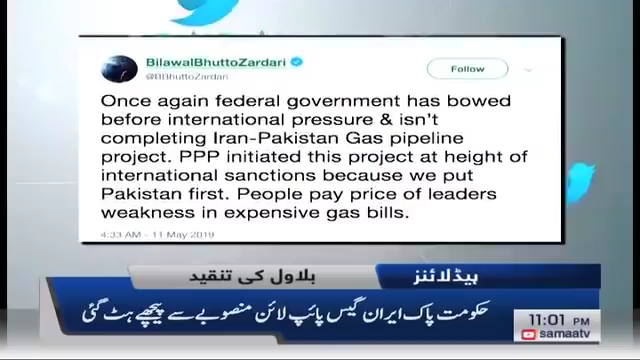 BilawalBhuttoZardari
@BBhuttoZardari
Follow
Once again federal government has bowed
before international pressure & isn't
completing Iran-Pakistan Gas pipeline
project. PPP initiated this project at height of
international sanctions because we put
Pakistan first. People pay price of leaders
weakness in expensive gas bills.
4:33 AM - 11 May 2019
ہیڈلائنز
بلاول کی تنقید
حکومت پاک ایران گیس پائپ لائن منصوبے سے پیچھے ہٹ گئی
11:01 PM
samaatv